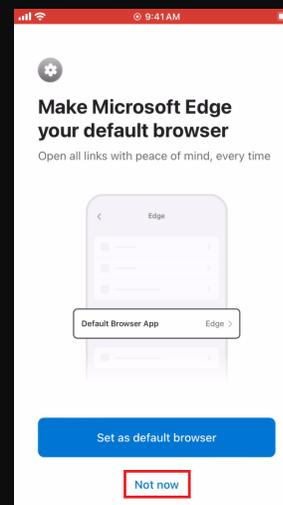 9:41 AM
Make Microsoft Edge
your default browser
Open all links with peace of mind, every time
Edge
Default Browser App Edge
Set as default browser
Not now